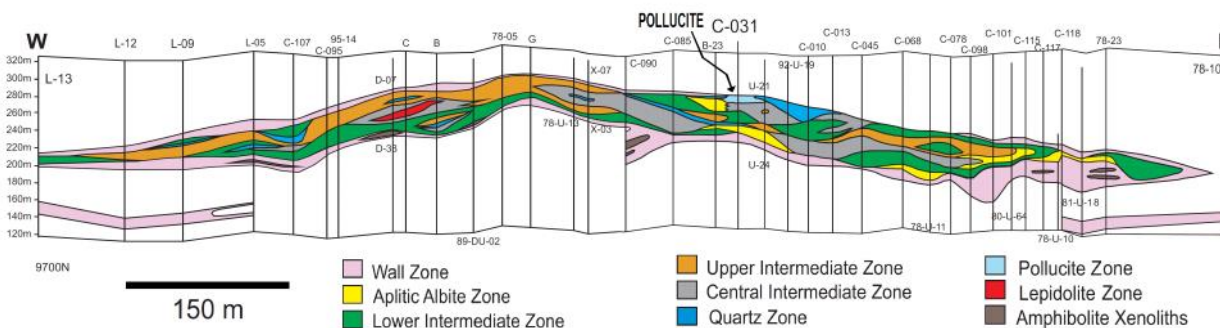 POLLUCITE C-031
W L-12 L-09 L-05 C-107 95-14 C-095 C B 78-05 G C-085 B-23 C-010 C-013 C-045 C-068 C-078 C-098 C-101 C-115 C-117 C-118 78-23
320m L-13 D-07 X-07 C-090 92-U-19 78-10
300m
280m U-21
260m
240m 78-U-13 X-03
220m D-38
200m U-24
180m
160m 81-U-18
140m 80-U-64
120m 89-DU-02 78-U-11 78-U-10
9700N
150 m
Wall Zone
Aplitic Albite Zone
Lower Intermediate Zone
Upper Intermediate Zone
Central Intermediate Zone
Quartz Zone
Pollucite Zone
Lepidolite Zone
Amphibolite Xenoliths